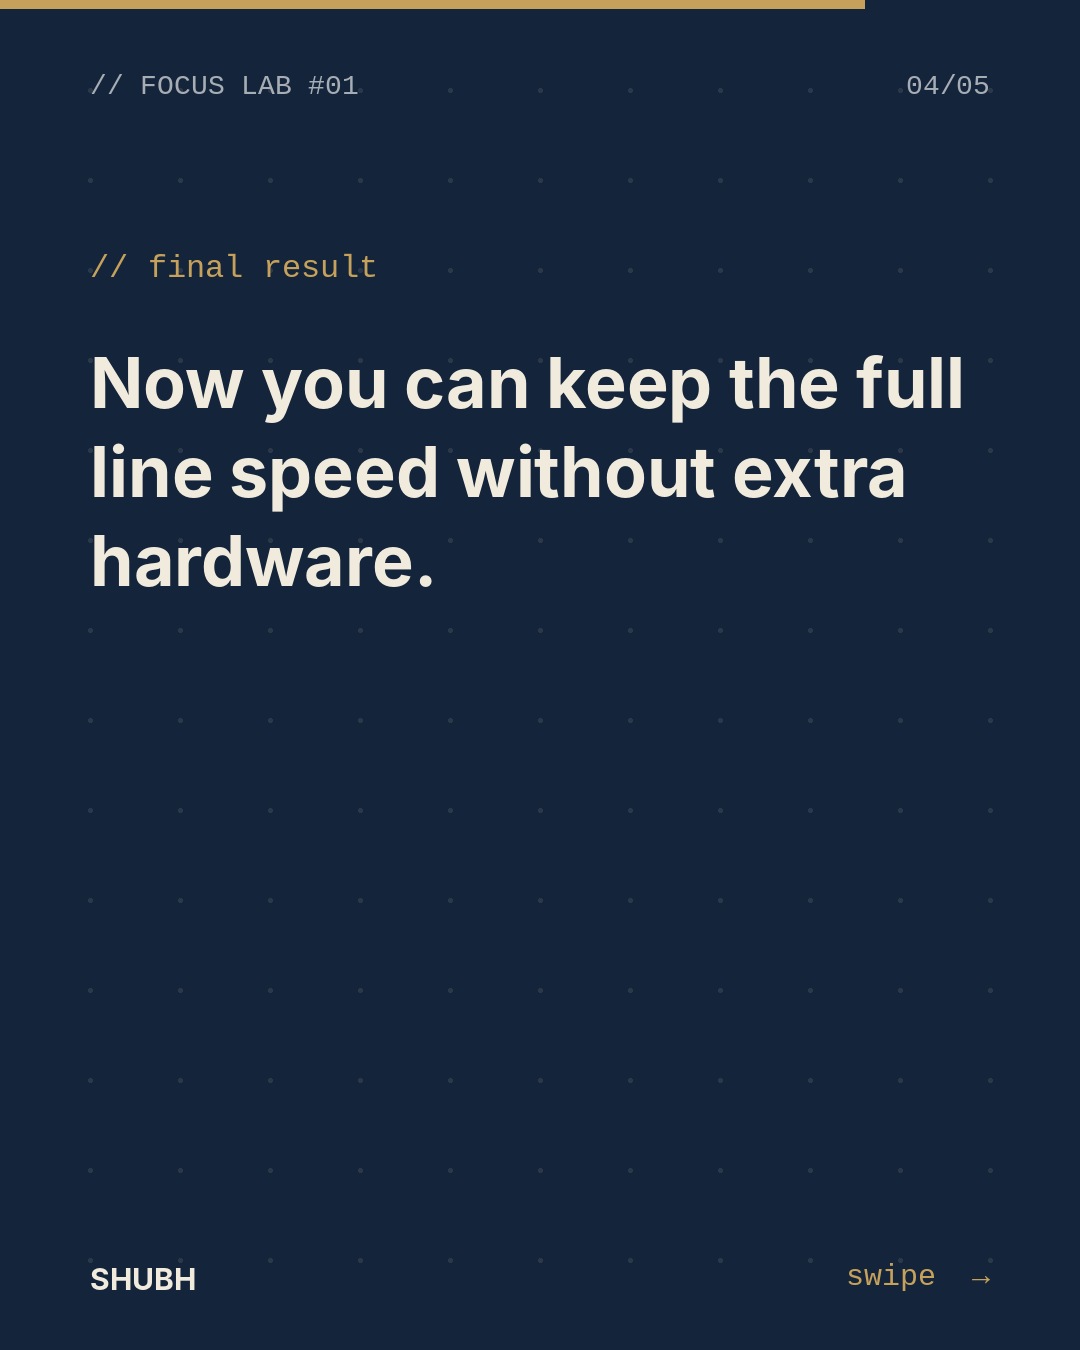 // FOCUS LAB #01
04/05
// final result
Now you can keep the full
line speed without extra
hardware.
SHUBH
swipe →